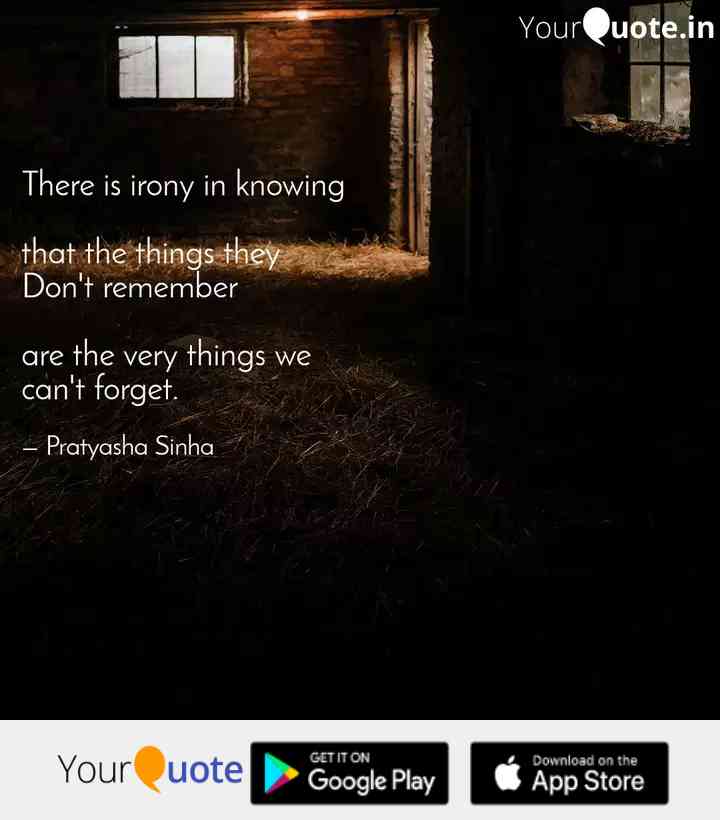 YourQuote.in
There is irony in knowing
that the things they
Don't remember
are the very things we
can't forget.
– Pratyasha Sinha
YourQuote
GET IT ON
Google Play
Download on the
App Store